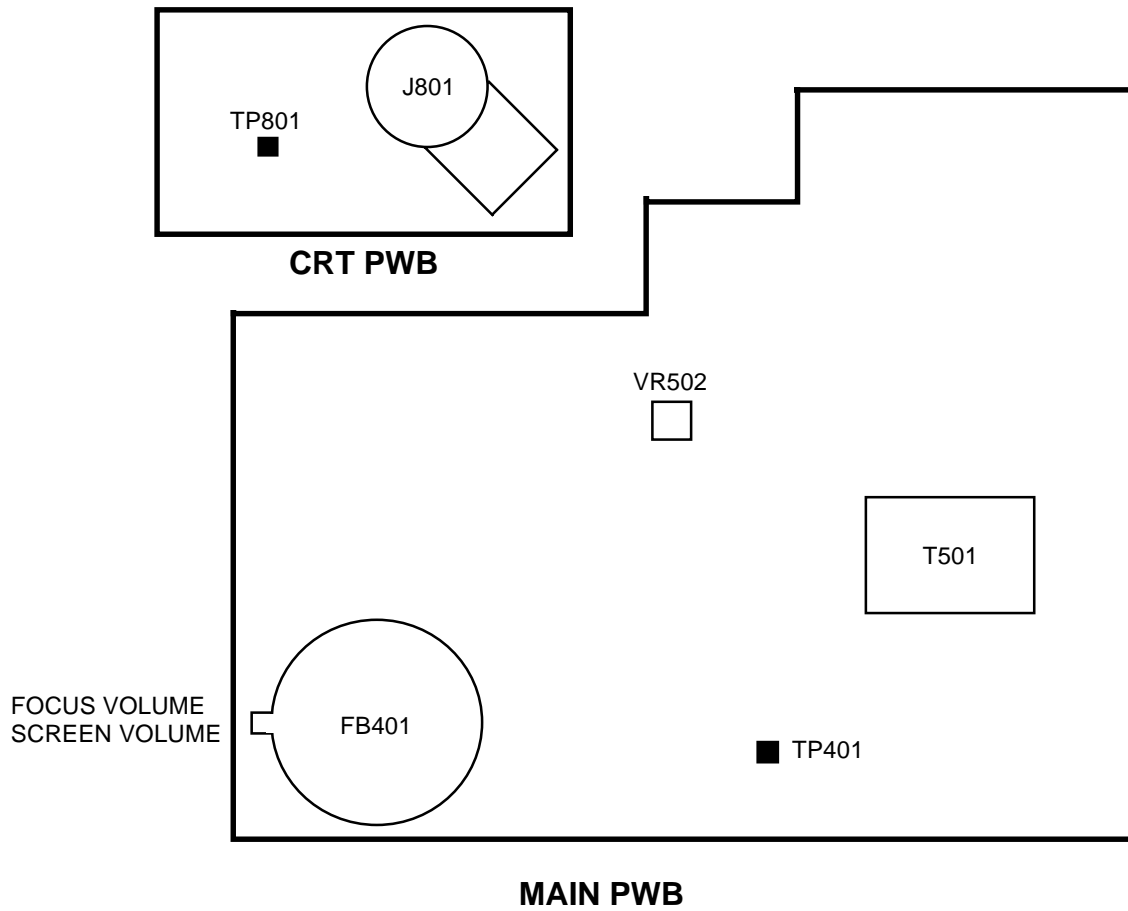 J801
TP801
CRT PWB
VR502
T501
FOCUS VOLUME
SCREEN VOLUME
FB401
TP401
MAIN PWB